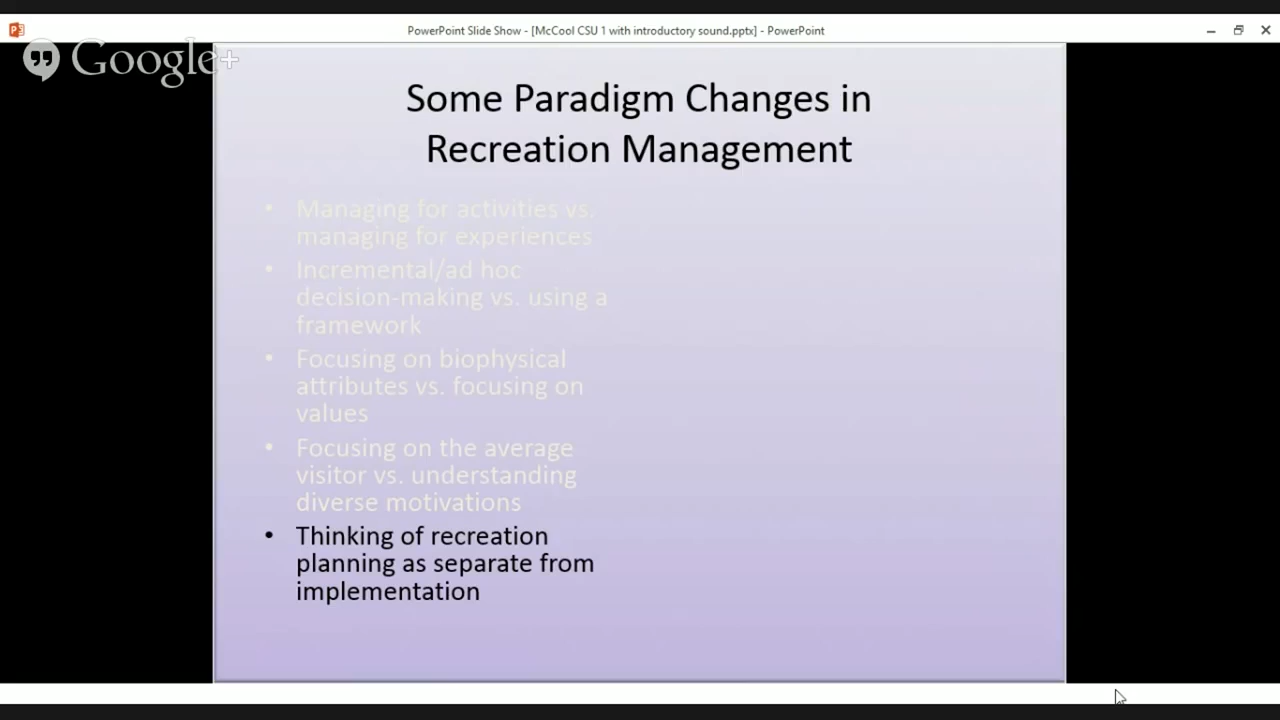 PowerPoint Slide Show - [McCool CSU 1 with introductory sound.pptx] - PowerPoint
Google+
Some Paradigm Changes in
Recreation Management
• Managing for activities vs.
managing for experiences
• Incremental/ad hoc
decision-making vs. using a
framework
• Focusing on biophysical
attributes vs. focusing on
values
• Focusing on the average
visitor vs. understanding
diverse motivations
• Thinking of recreation
planning as separate from
implementation